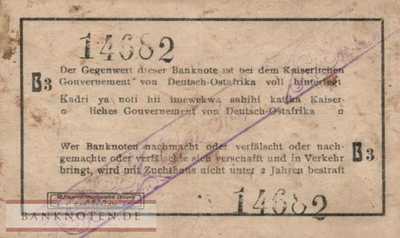 14682
B3
Der Gegenwert dieser Banknote ist bei dem Kaiserlichen
Gouvernement von Deutsch-Ostafrika voll hinterlegt
Kadri ya noti hii imewekwa sahihi katika Kaiser-
liches Gouvernement von Deutsch-Ostafrika
Wer Banknoten nachmacht oder verfälscht oder nach-
gemachte oder verfälschte sich verschafft und in Verkehr
bringt, wird mit Zuchthaus nicht unter 2 Jahren bestraft
B3
14682
BANKNOTEN.DE